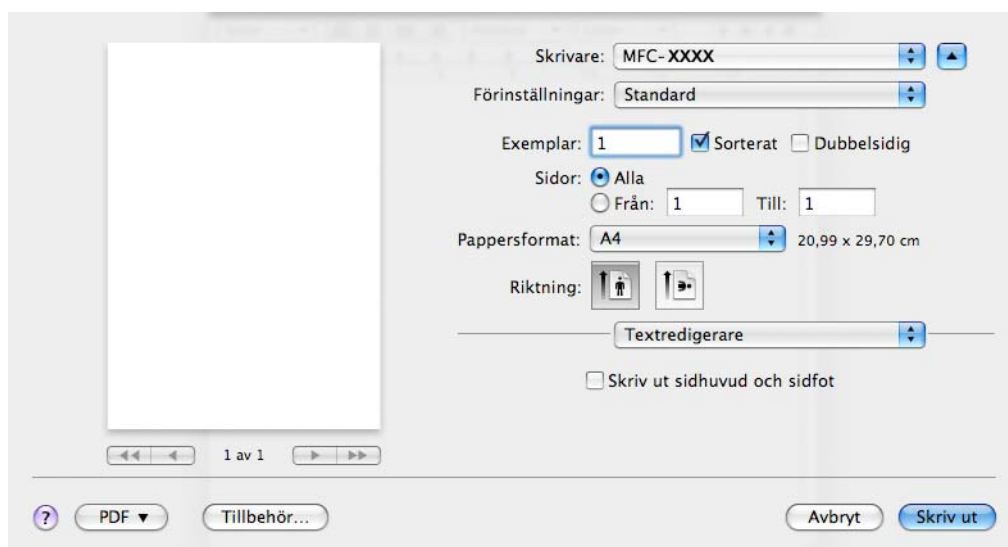 Skrivare: MFC-XXXX
Förinställningar: Standard
Exemplar: 1 Sorterat Dubbelsidig
Sidor: Alla
Från: 1 Till: 1
Pappersformat: A4 20,99 x 29,70 cm
Riktning:
Textredigerare
Skriv ut sidhuvud och sidfot
1 av 1
? PDF ▼ Tillbehör... Avbryt Skriv ut